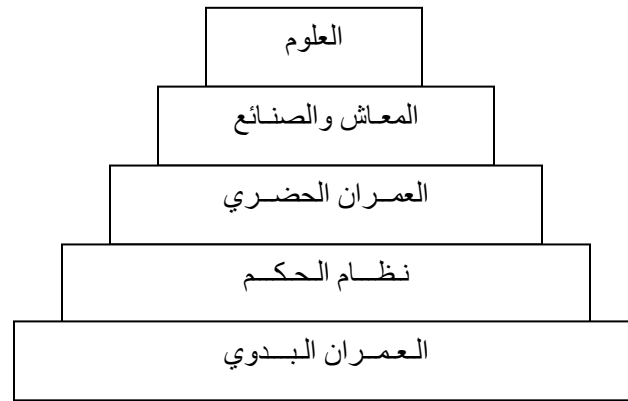 العلوم
المعاش والصنائع
العمران الحضري
نظام الحكم
العمران البدوي